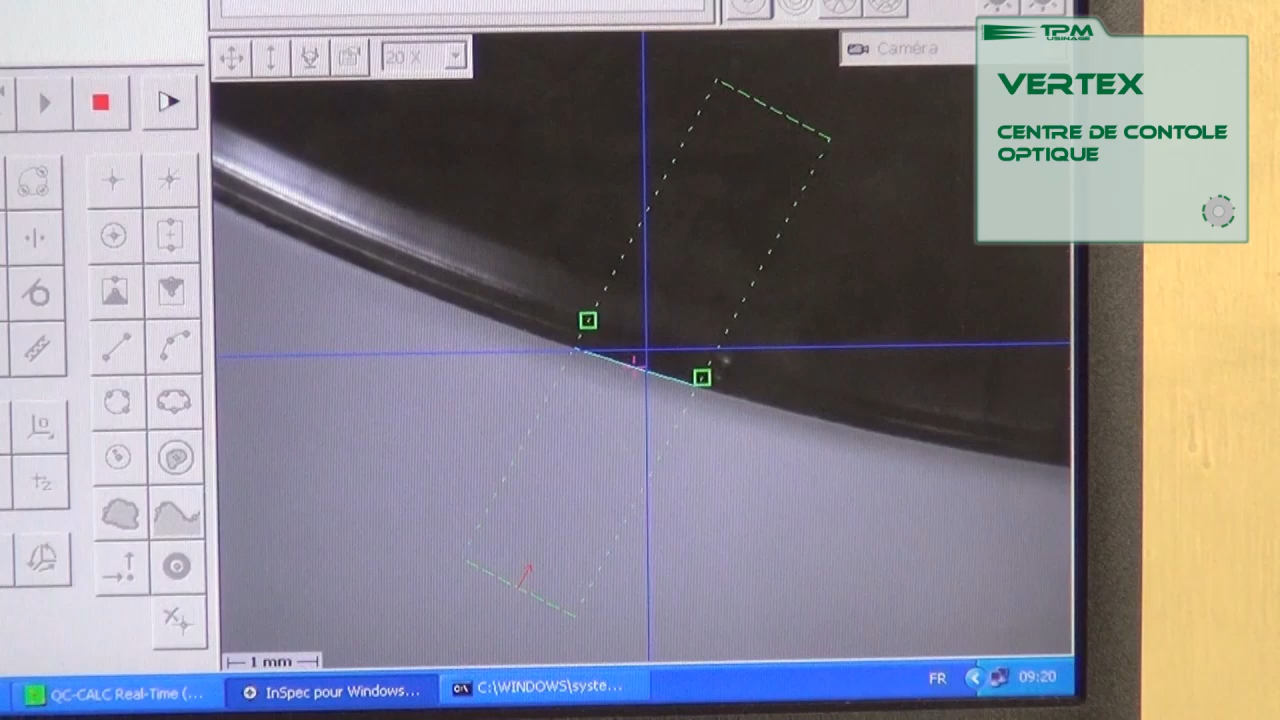 20 X
Caméra
TPM
USINAGE
VERTEX
CENTRE DE CONTOLE
OPTIQUE
1 mm
QC-CALC Real-Time (...
InSpec pour Windows...
C:\WINDOWS\syste...
FR
09:20